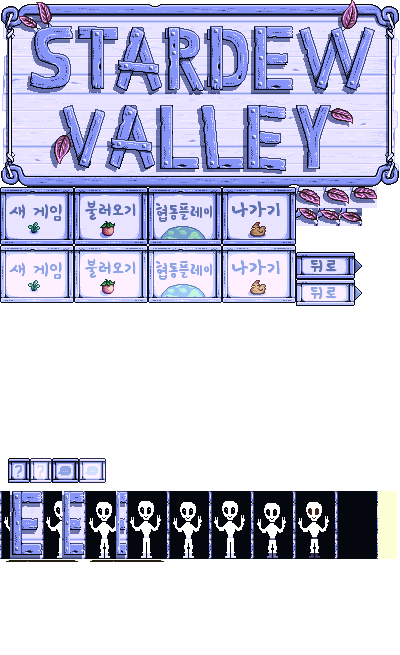 STARDEW
VALLEY
새 게임 불러오기 협동플레이 나가기
새 게임 불러오기 협동플레이 나가기
뒤로
뒤로
? ?
E E